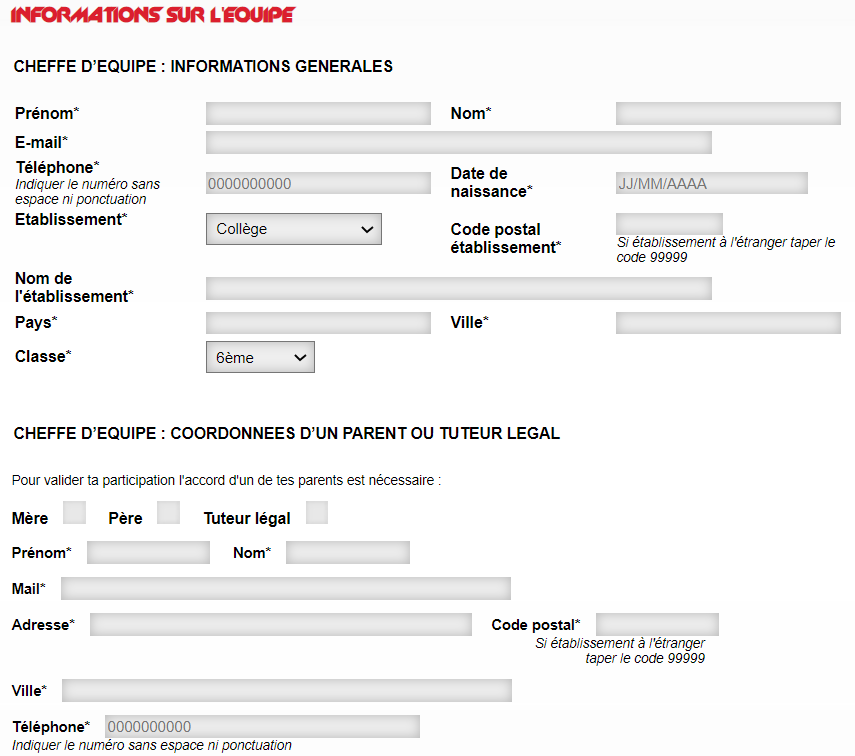 INFORMATIONS SUR L'EQUIPE
CHEFFE D'EQUIPE : INFORMATIONS GENERALES
Prénom* Nom*
E-mail*
Téléphone*
Indiquer le numéro sans
espace ni ponctuation
0000000000
Date de
naissance*
JJ/MM/AAAA
Etablissement*
Collège
Code postal
établissement*
Si établissement à l'étranger taper le
code 99999
Nom de
l'établissement*
Pays* Ville*
Classe*
6ème
CHEFFE D'EQUIPE : COORDONNEES D'UN PARENT OU TUTEUR LEGAL
Pour valider ta participation l'accord d'un de tes parents est nécessaire :
Mère Père Tuteur légal
Prénom* Nom*
Mail*
Adresse* Code postal*
Si établissement à l'étranger
taper le code 99999
Ville*
Téléphone* 0000000000
Indiquer le numéro sans espace ni ponctuation